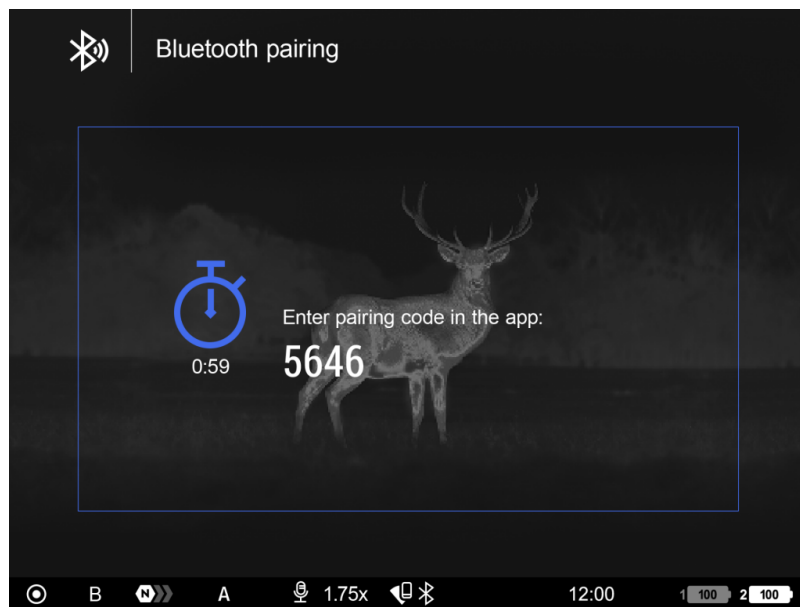 Bluetooth pairing
Enter pairing code in the app:
5646
0:59
B N A 1.75x 12:00 1 100 2 100